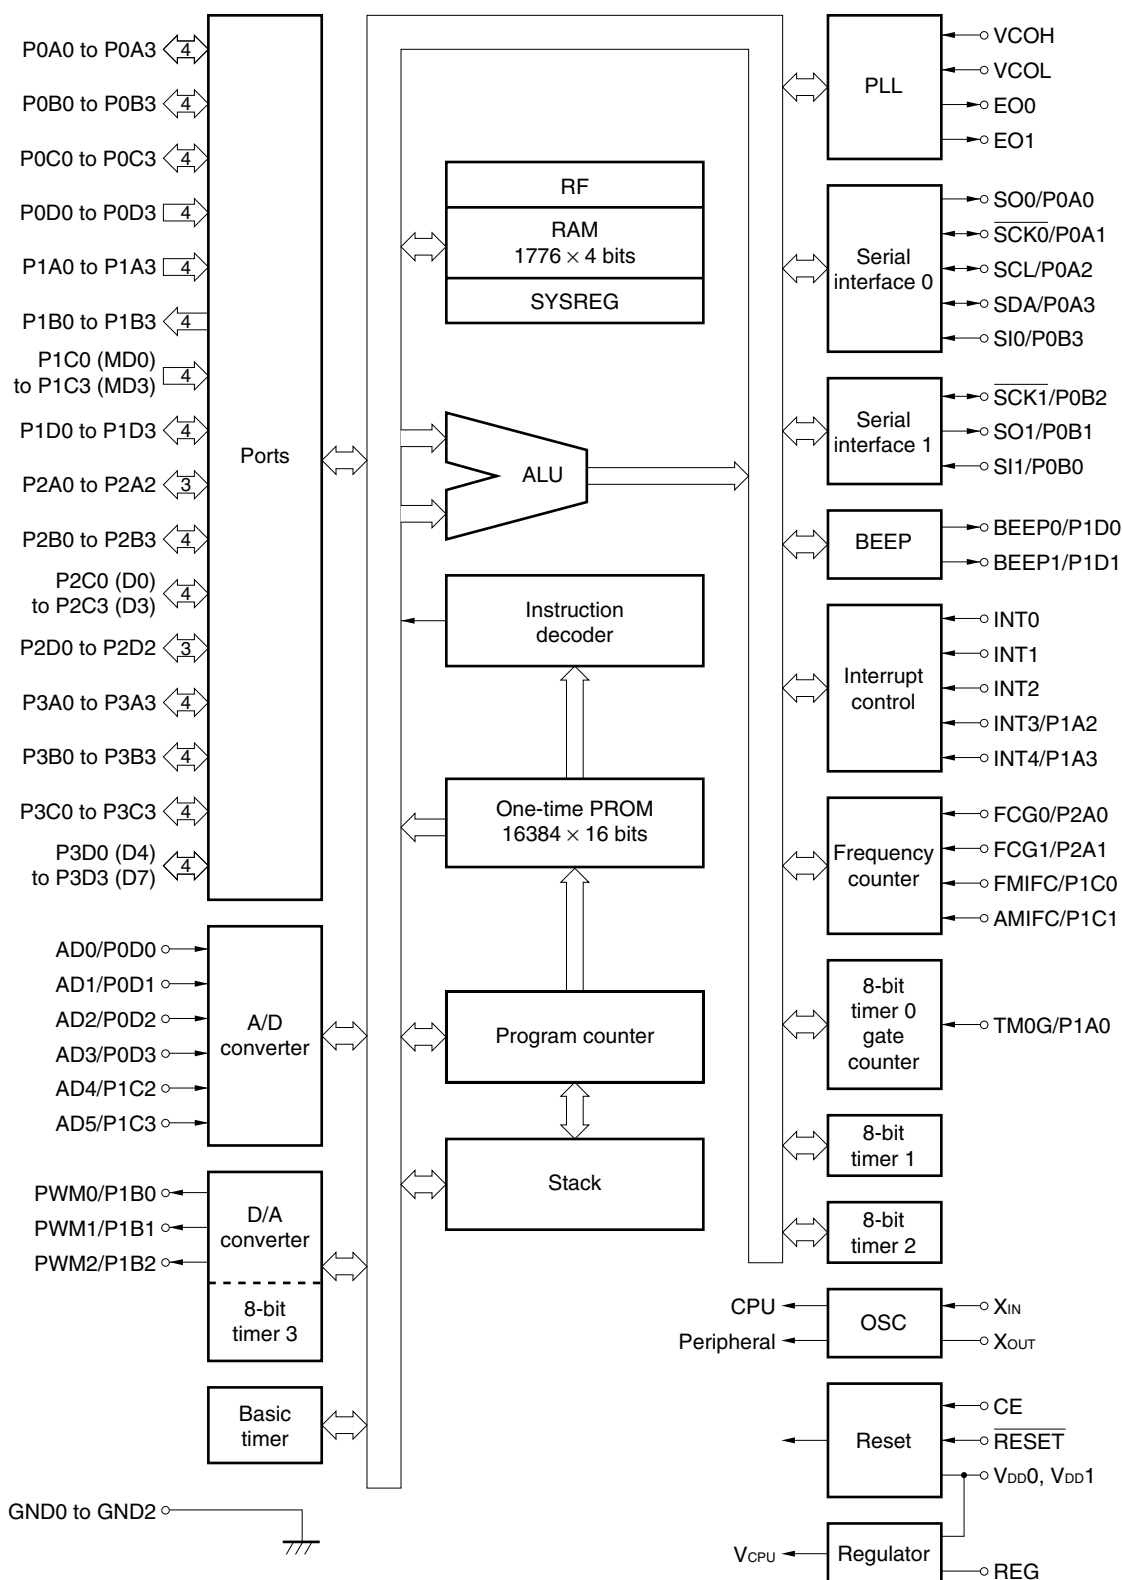 P0A0 to P0A3
4
P0B0 to P0B3
4
P0C0 to P0C3
4
P0D0 to P0D3
4
P1A0 to P1A3
4
P1B0 to P1B3
4
P1C0 (MD0)
to P1C3 (MD3)
4
P1D0 to P1D3
4
P2A0 to P2A2
3
P2B0 to P2B3
4
P2C0 (D0)
to P2C3 (D3)
4
P2D0 to P2D2
3
P3A0 to P3A3
4
P3B0 to P3B3
4
P3C0 to P3C3
4
P3D0 (D4)
to P3D3 (D7)
4
Ports
AD0/P0D0
AD1/P0D1
AD2/P0D2
AD3/P0D3
AD4/P1C2
AD5/P1C3
A/D
converter
PWM0/P1B0
PWM1/P1B1
PWM2/P1B2
D/A
converter
8-bit
timer 3
Basic
timer
GND0 to GND2
RF
RAM
1776 × 4 bits
SYSREG
ALU
Instruction
decoder
One-time PROM
16384 × 16 bits
Program counter
Stack
PLL
VCOH
VCOL
EO0
EO1
Serial
interface 0
SO0/P0A0
SCK0/P0A1
SCL/P0A2
SDA/P0A3
SI0/P0B3
Serial
interface 1
SCK1/P0B2
SO1/P0B1
SI1/P0B0
BEEP
BEEP0/P1D0
BEEP1/P1D1
Interrupt
control
INT0
INT1
INT2
INT3/P1A2
INT4/P1A3
Frequency
counter
FCG0/P2A0
FCG1/P2A1
FMIFC/P1C0
AMIFC/P1C1
8-bit
timer 0
gate
counter
TM0G/P1A0
8-bit
timer 1
8-bit
timer 2
CPU
Peripheral
OSC
XIN
XOUT
Reset
CE
RESET
VDD0, VDD1
VCPU
Regulator
REG